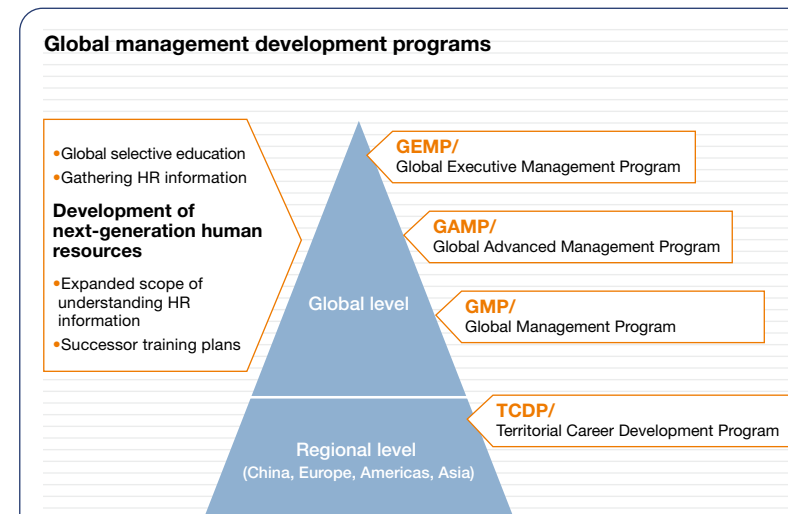 Global management development programs
•Global selective education
•Gathering HR information
Development of
next-generation human
resources
•Expanded scope of
understanding HR
information
•Successor training plans
GEMP/
Global Executive Management Program
GAMP/
Global Advanced Management Program
GMP/
Global Management Program
Global level
TCDP/
Territorial Career Development Program
Regional level
(China, Europe, Americas, Asia)